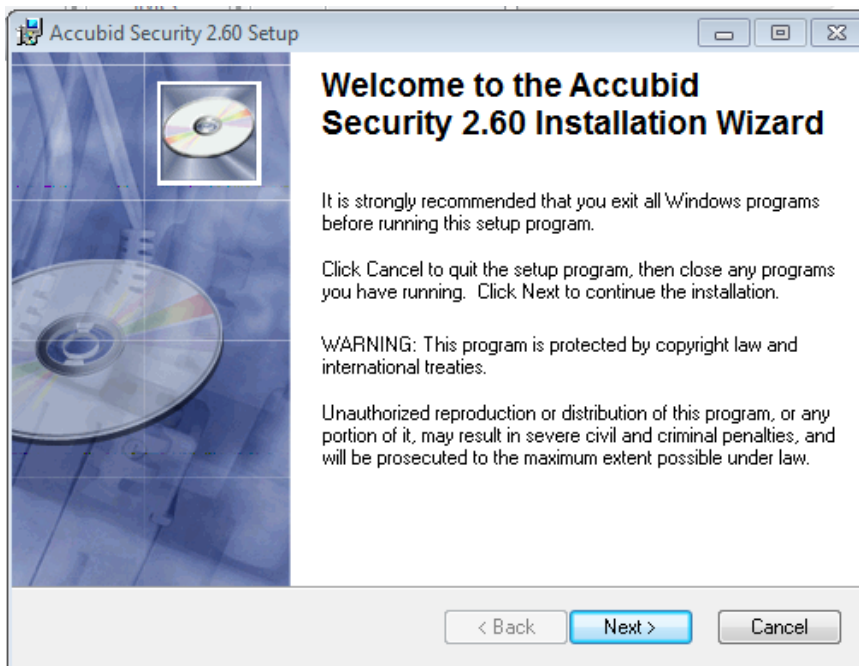 Accubid Security 2.60 Setup
Welcome to the Accubid
Security 2.60 Installation Wizard
It is strongly recommended that you exit all Windows programs
before running this setup program.
Click Cancel to quit the setup program, then close any programs
you have running.  Click Next to continue the installation.
WARNING: This program is protected by copyright law and
international treaties.
Unauthorized reproduction or distribution of this program, or any
portion of it, may result in severe civil and criminal penalties, and
will be prosecuted to the maximum extent possible under law.
< Back
Next >
Cancel